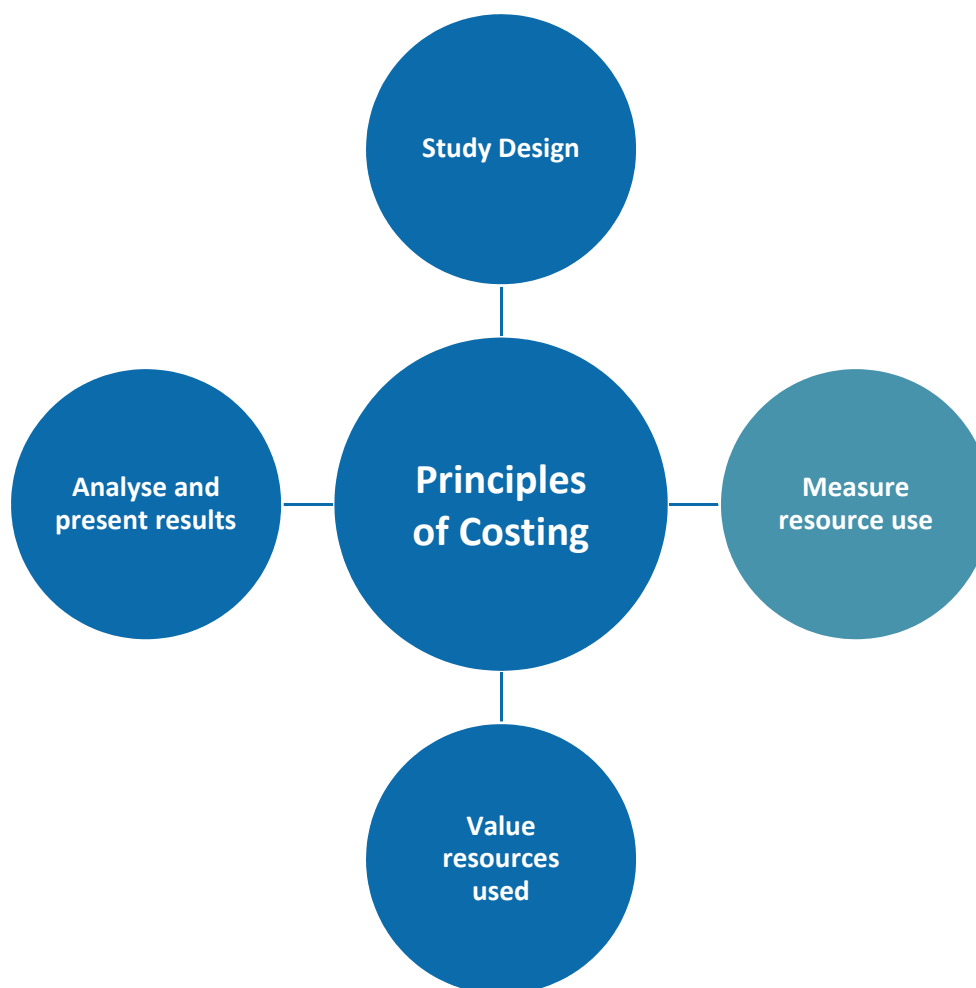 Study Design
Analyse and
present results
Principles
of Costing
Measure
resource use
Value
resources
used